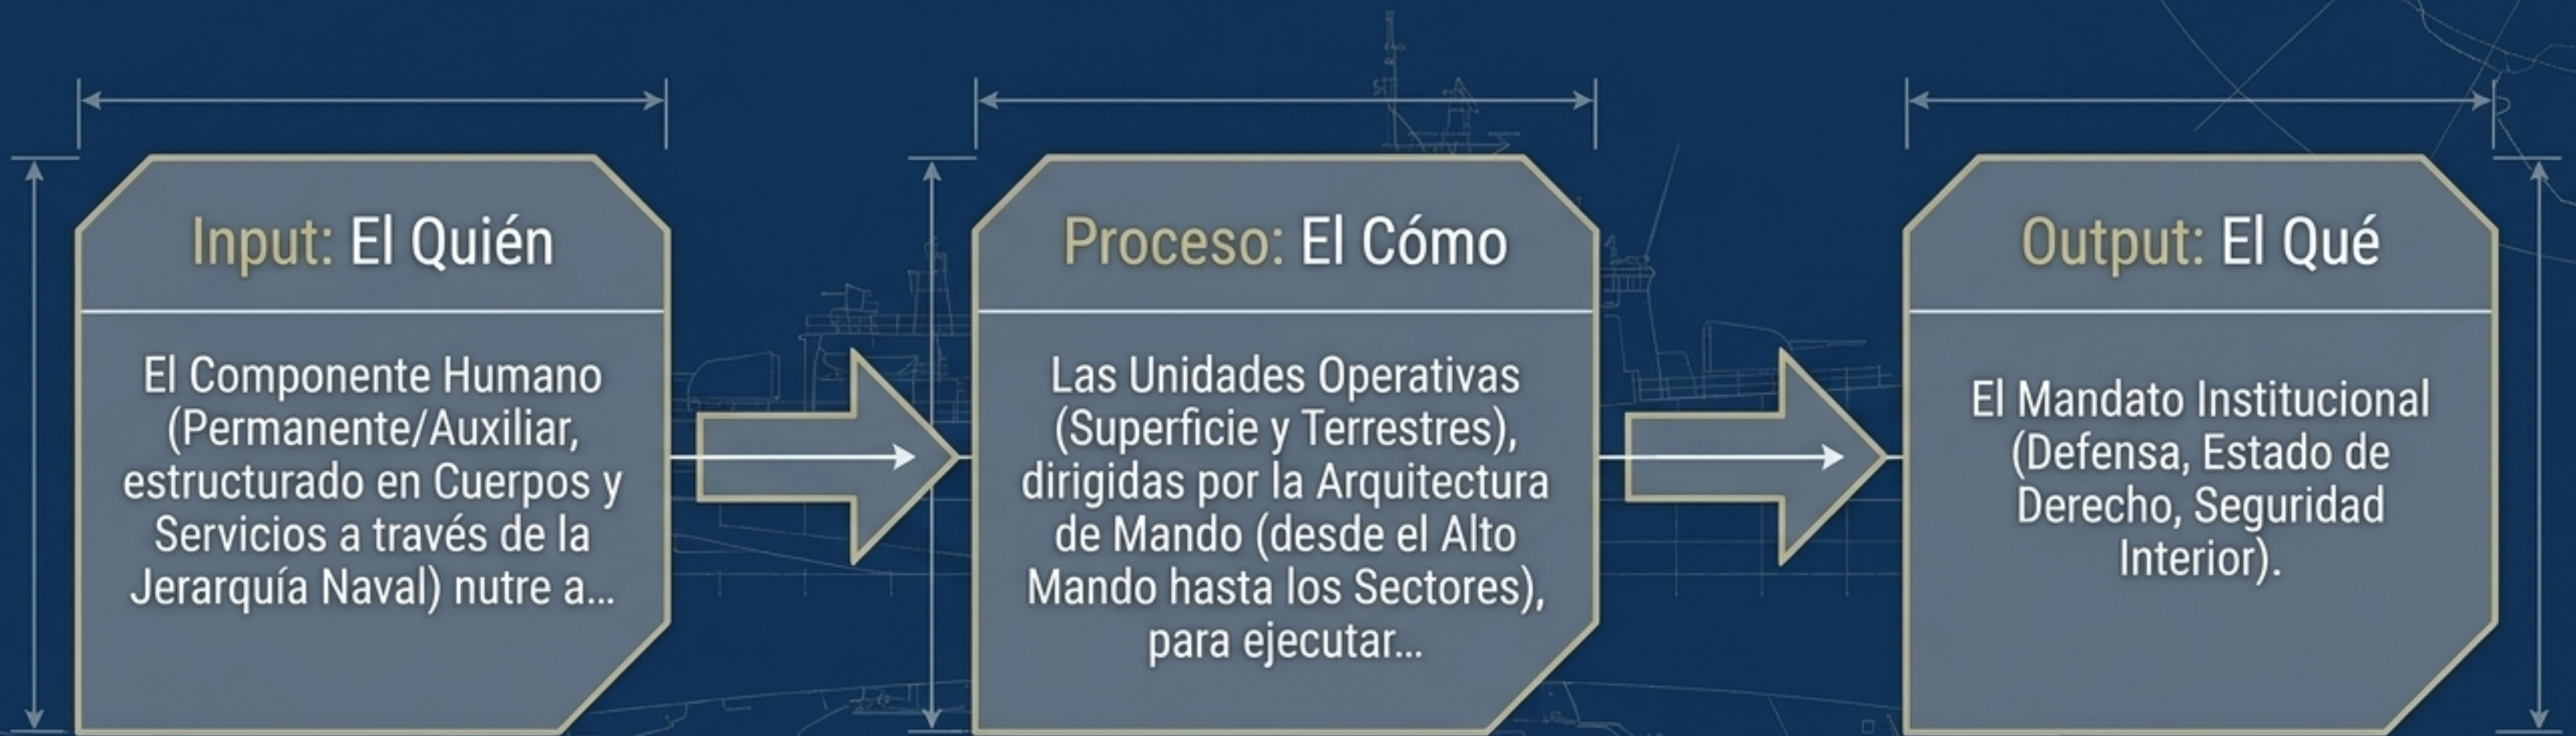 Input: El Quién
El Componente Humano
(Permanente/Auxiliar,
estructurado en Cuerpos y
Servicios a través de la
Jerarquía Naval) nutre a...
Proceso: El Cómo
Las Unidades Operativas
(Superficie y Terrestres),
dirigidas por la Arquitectura
de Mando (desde el Alto
Mando hasta los Sectores),
para ejecutar...
Output: El Qué
El Mandato Institucional
(Defensa, Estado de
Derecho, Seguridad
Interior).